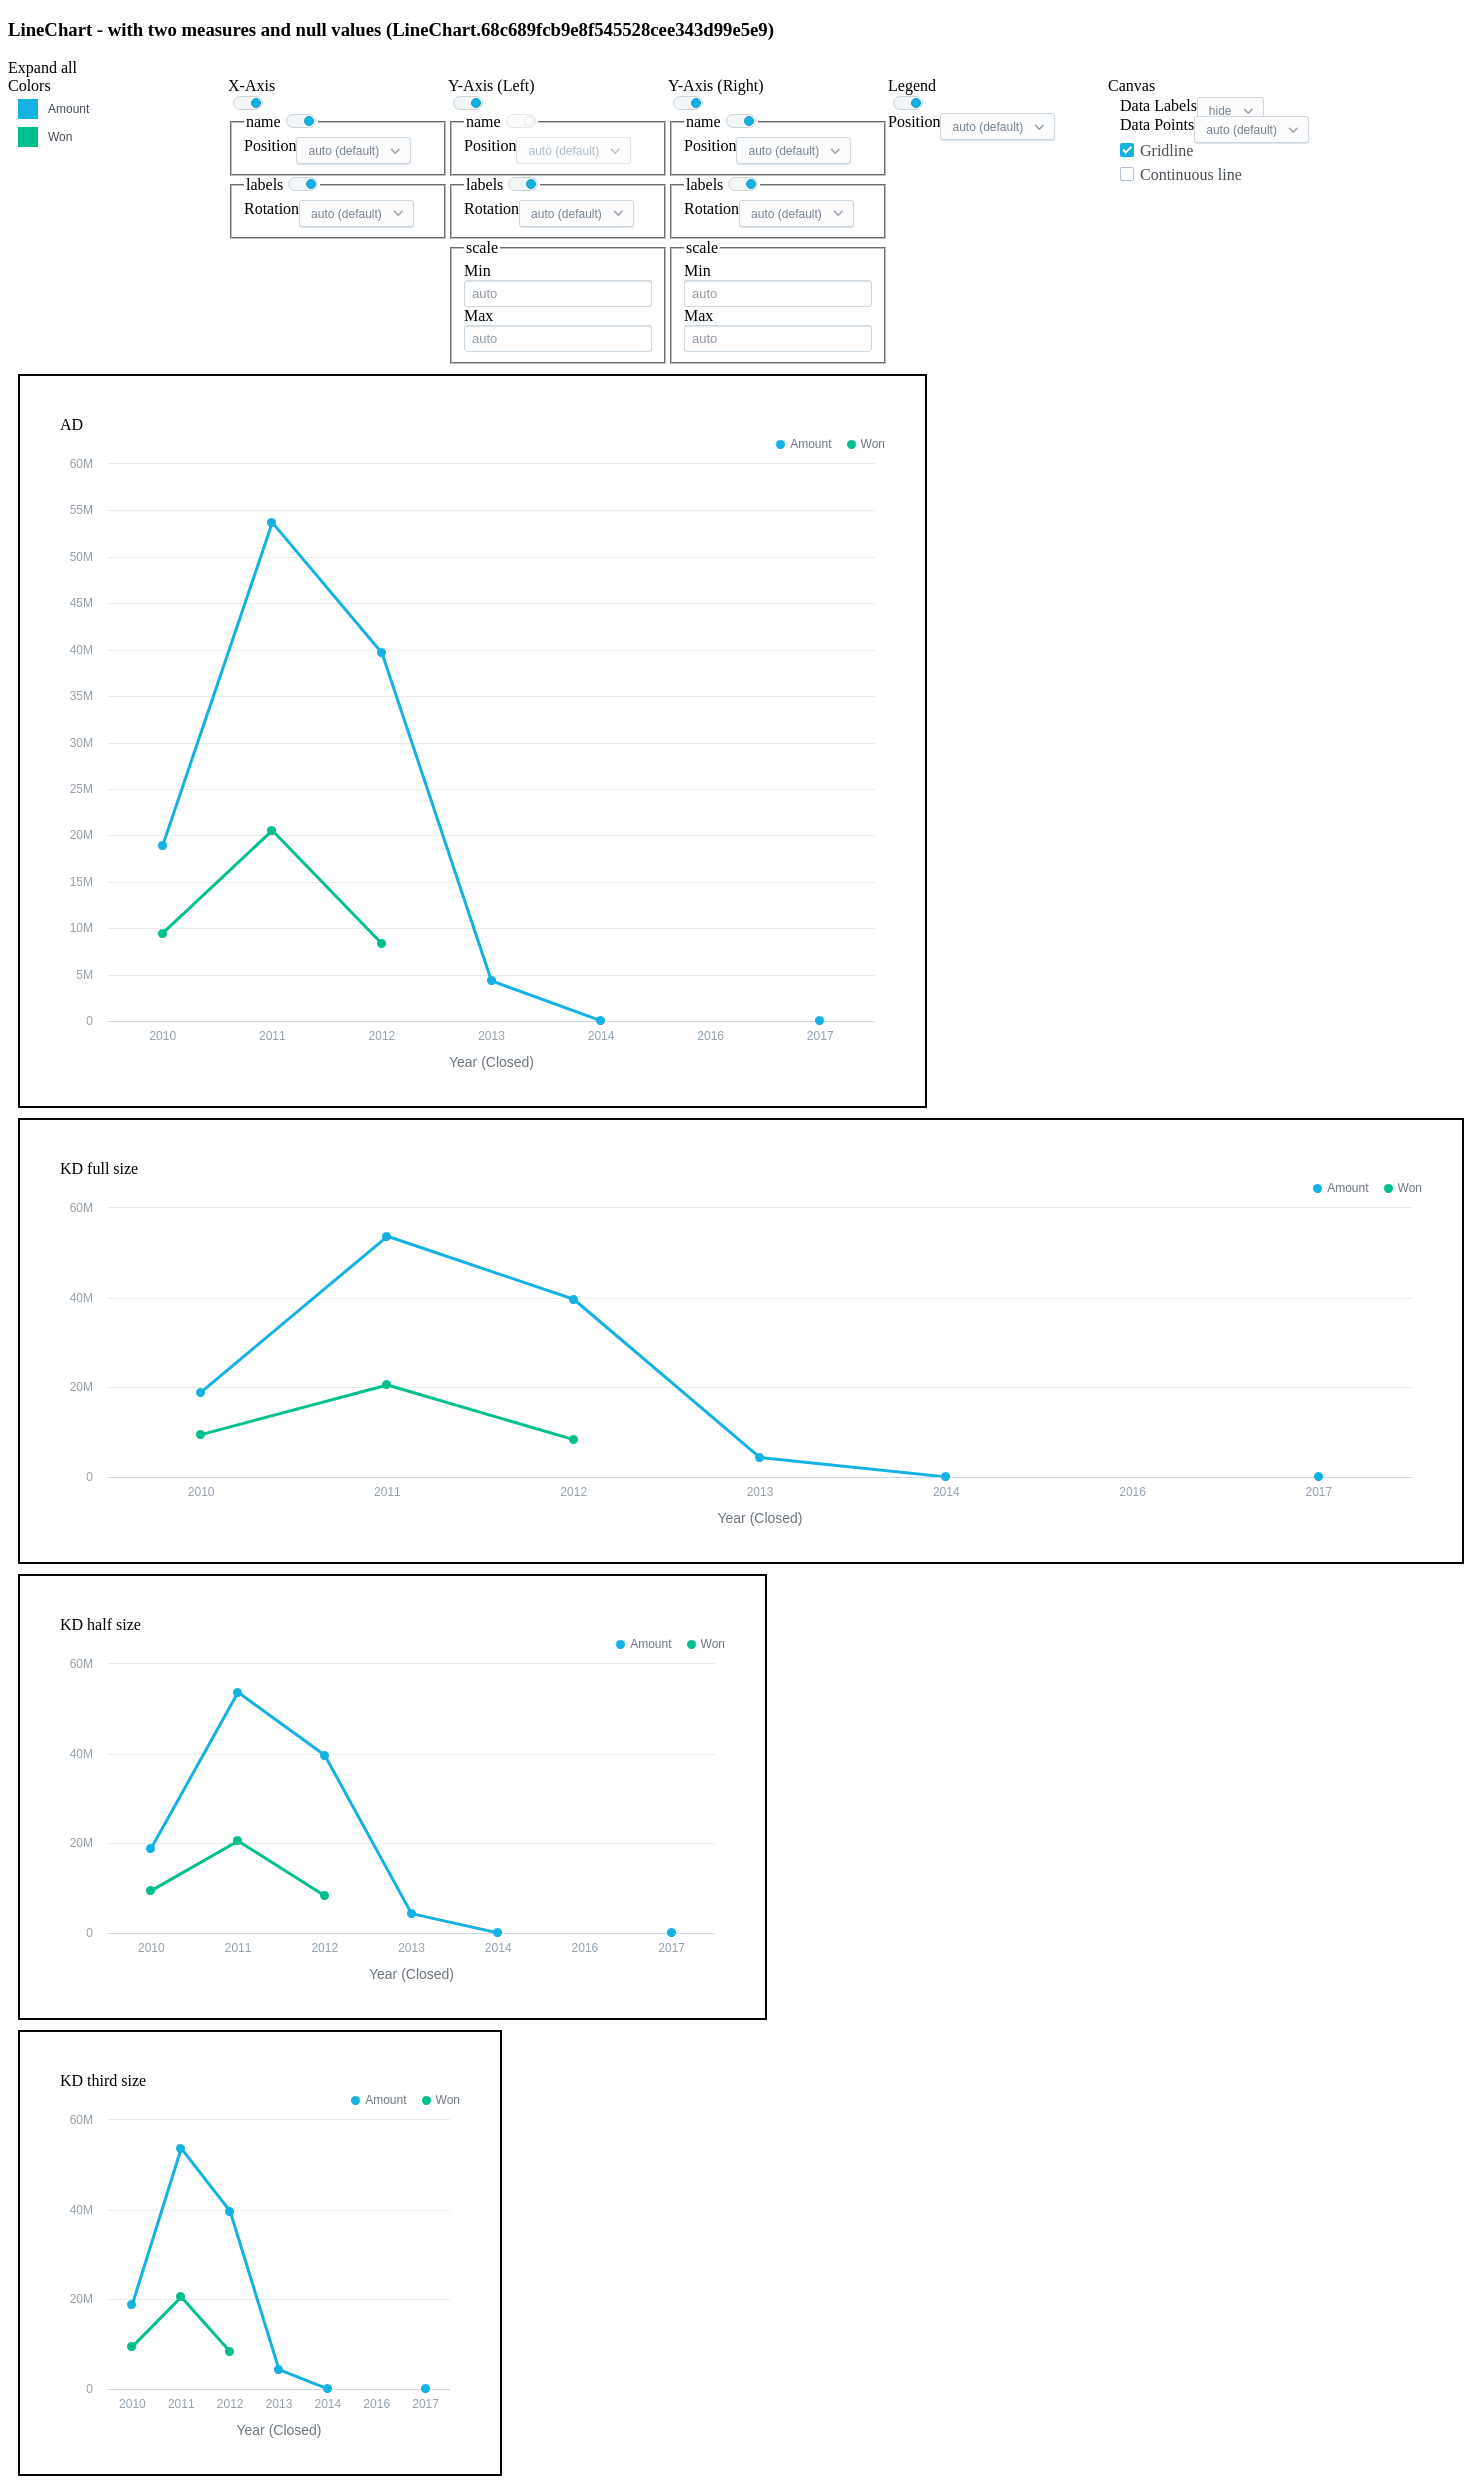 LineChart - with two measures and null values (LineChart.68c689fcb9e8f545528cee343d99e5e9)
Expand all
Colors
Amount
Won
X-Axis
name
Position auto (default)
labels
Rotation auto (default)
Y-Axis (Left)
name
Position auto (default)
labels
Rotation auto (default)
scale
Min
auto
Max
auto
Y-Axis (Right)
name
Position auto (default)
labels
Rotation auto (default)
scale
Min
auto
Max
auto
Legend
Position auto (default)
Canvas
Data Labels hide
Data Points auto (default)
Gridline
Continuous line
AD
Amount Won
60M
55M
50M
45M
40M
35M
30M
25M
20M
15M
10M
5M
0
2010 2011 2012 2013 2014 2016 2017
Year (Closed)
KD full size
Amount Won
60M
40M
20M
0
2010 2011 2012 2013 2014 2016 2017
Year (Closed)
KD half size
Amount Won
60M
40M
20M
0
2010 2011 2012 2013 2014 2016 2017
Year (Closed)
KD third size
Amount Won
60M
40M
20M
0
2010 2011 2012 2013 2014 2016 2017
Year (Closed)